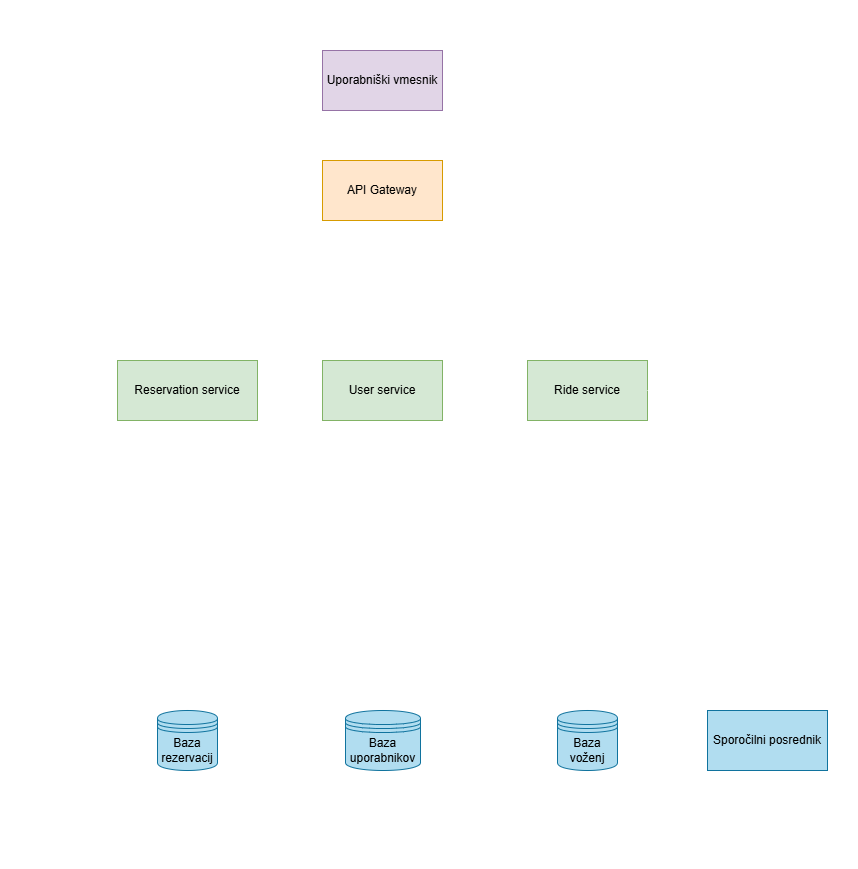 Uporabniški vmesnik
API Gateway
Reservation service
User service
Ride service
Baza
rezervacij
Baza
uporabnikov
Baza
voženj
Sporočilni posrednik